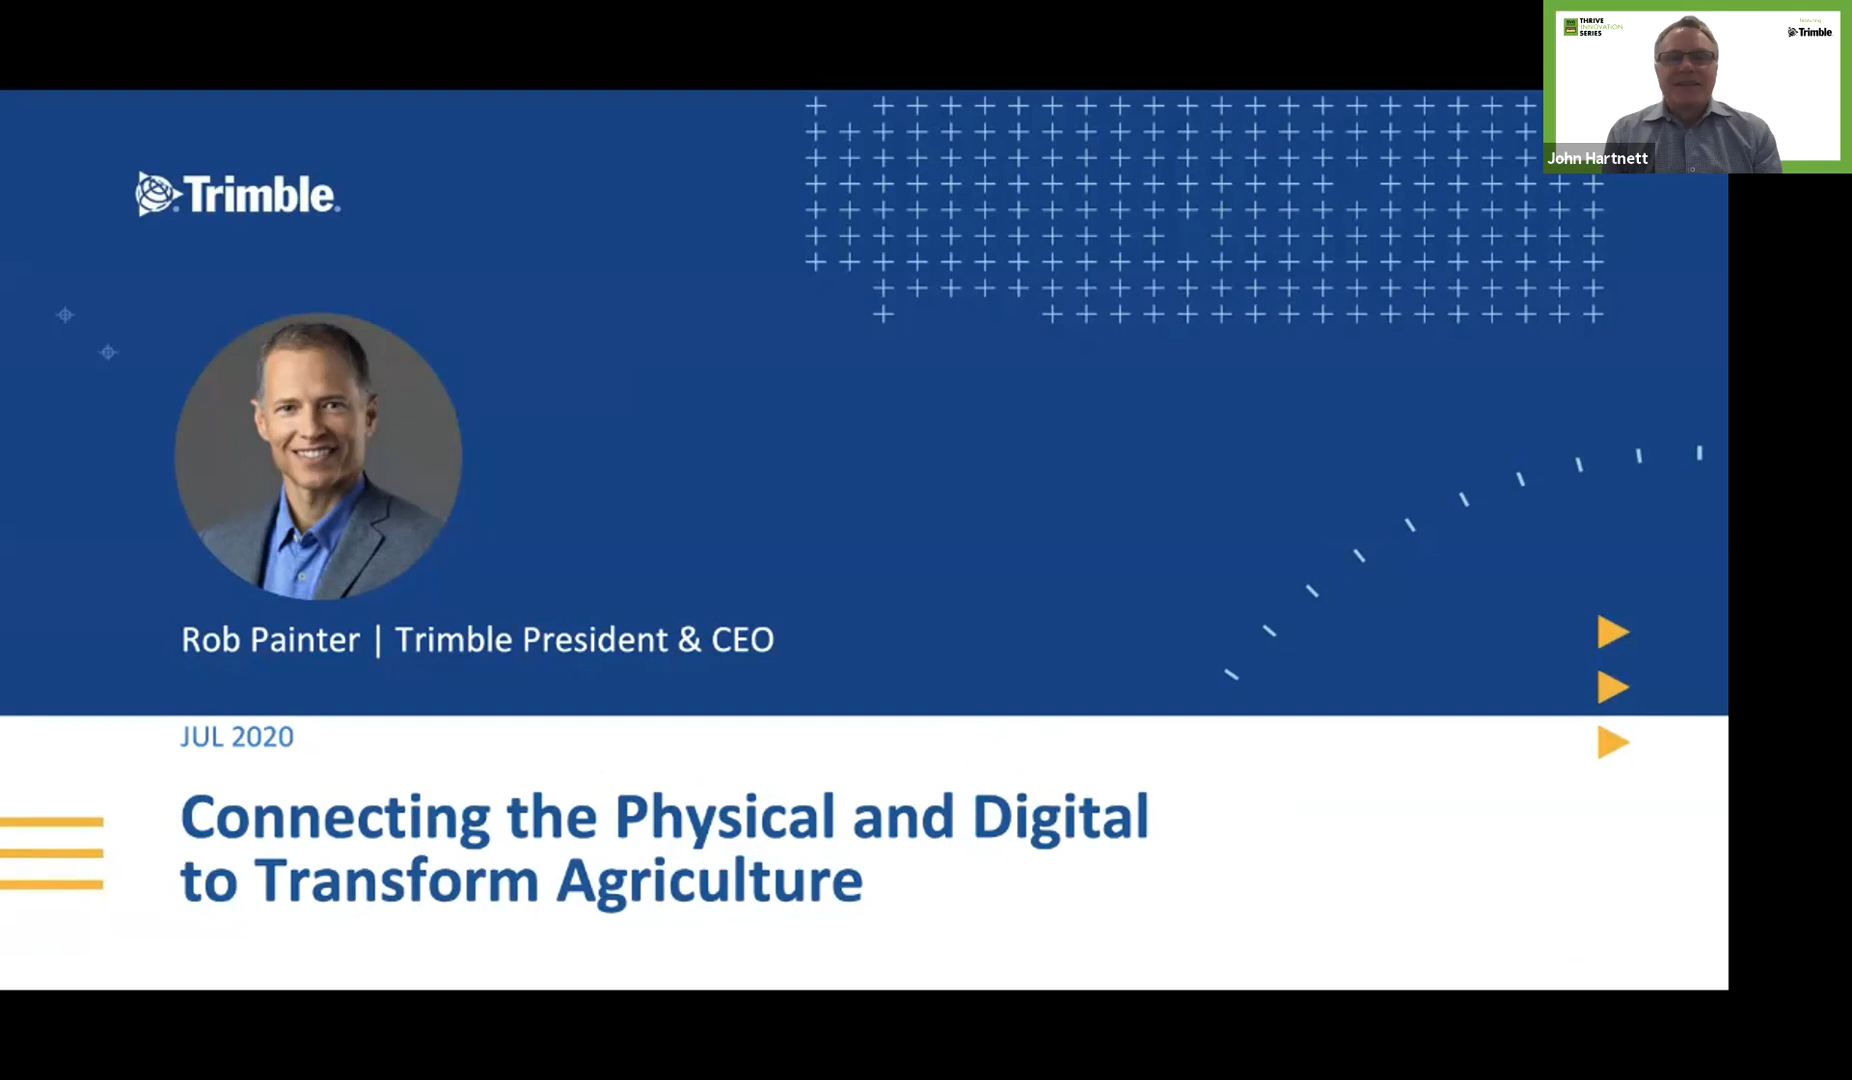 THRIVE
INNOVATION
SERIES
featuring
Trimble
John Hartnett
Trimble
Rob Painter | Trimble President & CEO
JUL 2020
Connecting the Physical and Digital
to Transform Agriculture